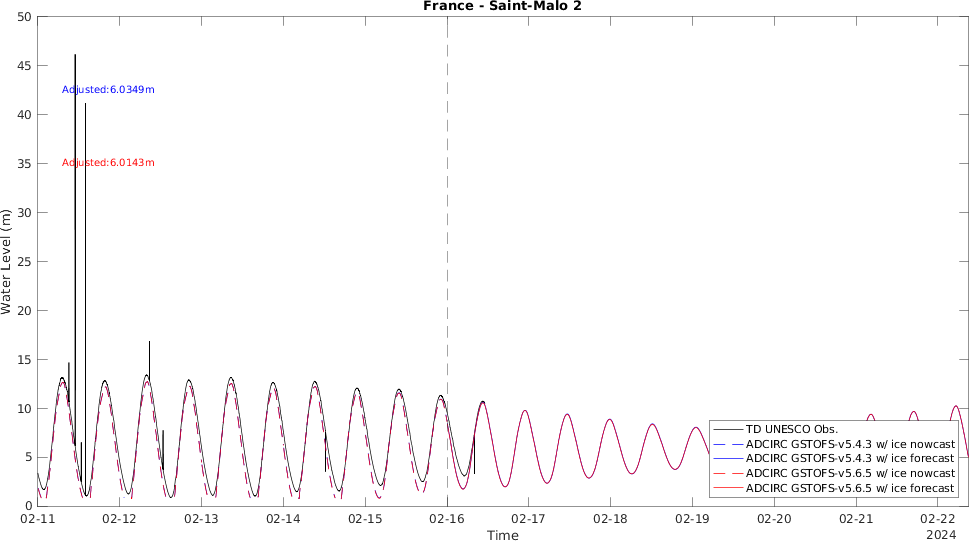 France - Saint-Malo 2
50
45
40
35
30
25
20
15
10
5
0
Water Level (m)
Adjusted:6.0349m
Adjusted:6.0143m
TD UNESCO Obs.
ADCIRC GSTOFS-v5.4.3 w/ ice nowcast
ADCIRC GSTOFS-v5.4.3 w/ ice forecast
ADCIRC GSTOFS-v5.6.5 w/ ice nowcast
ADCIRC GSTOFS-v5.6.5 w/ ice forecast
02-11 02-12 02-13 02-14 02-15 02-16 02-17 02-18 02-19 02-20 02-21 02-22
2024
Time